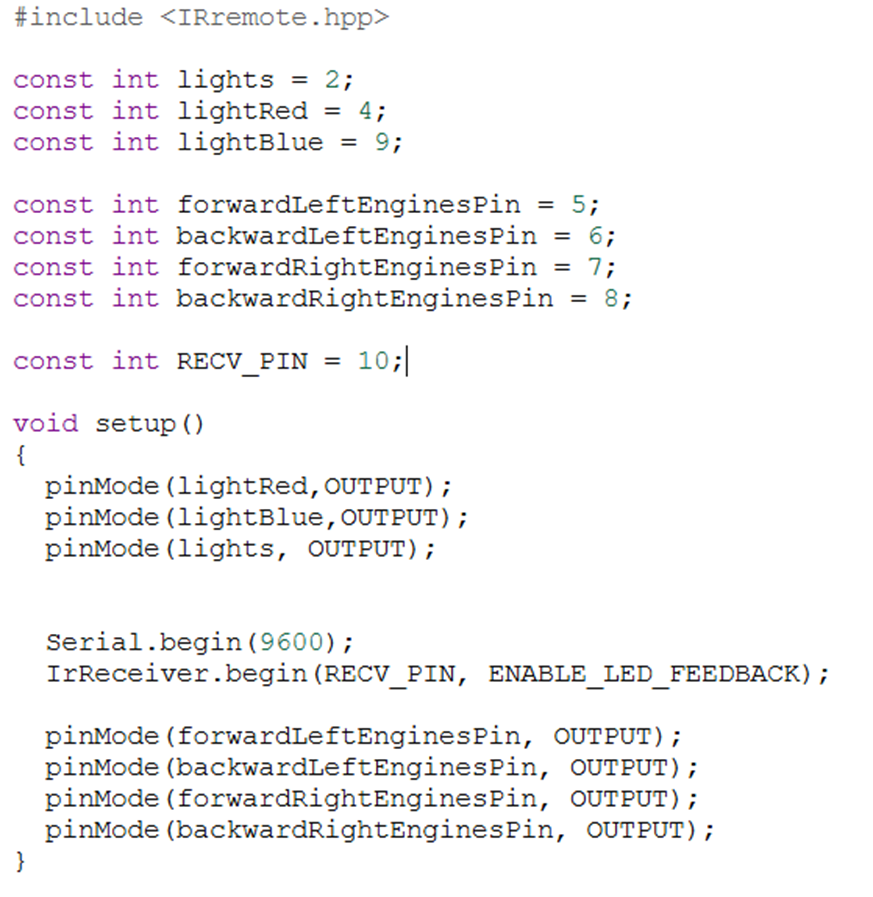 #include <IRremote.hpp>
const int lights = 2;
const int lightRed = 4;
const int lightBlue = 9;
const int forwardLeftEnginesPin = 5;
const int backwardLeftEnginesPin = 6;
const int forwardRightEnginesPin = 7;
const int backwardRightEnginesPin = 8;
const int RECV_PIN = 10;
void setup()
{
  pinMode(lightRed,OUTPUT);
  pinMode(lightBlue,OUTPUT);
  pinMode(lights, OUTPUT);
  Serial.begin(9600);
  IrReceiver.begin(RECV_PIN, ENABLE_LED_FEEDBACK);
  pinMode(forwardLeftEnginesPin, OUTPUT);
  pinMode(backwardLeftEnginesPin, OUTPUT);
  pinMode(forwardRightEnginesPin, OUTPUT);
  pinMode(backwardRightEnginesPin, OUTPUT);
}